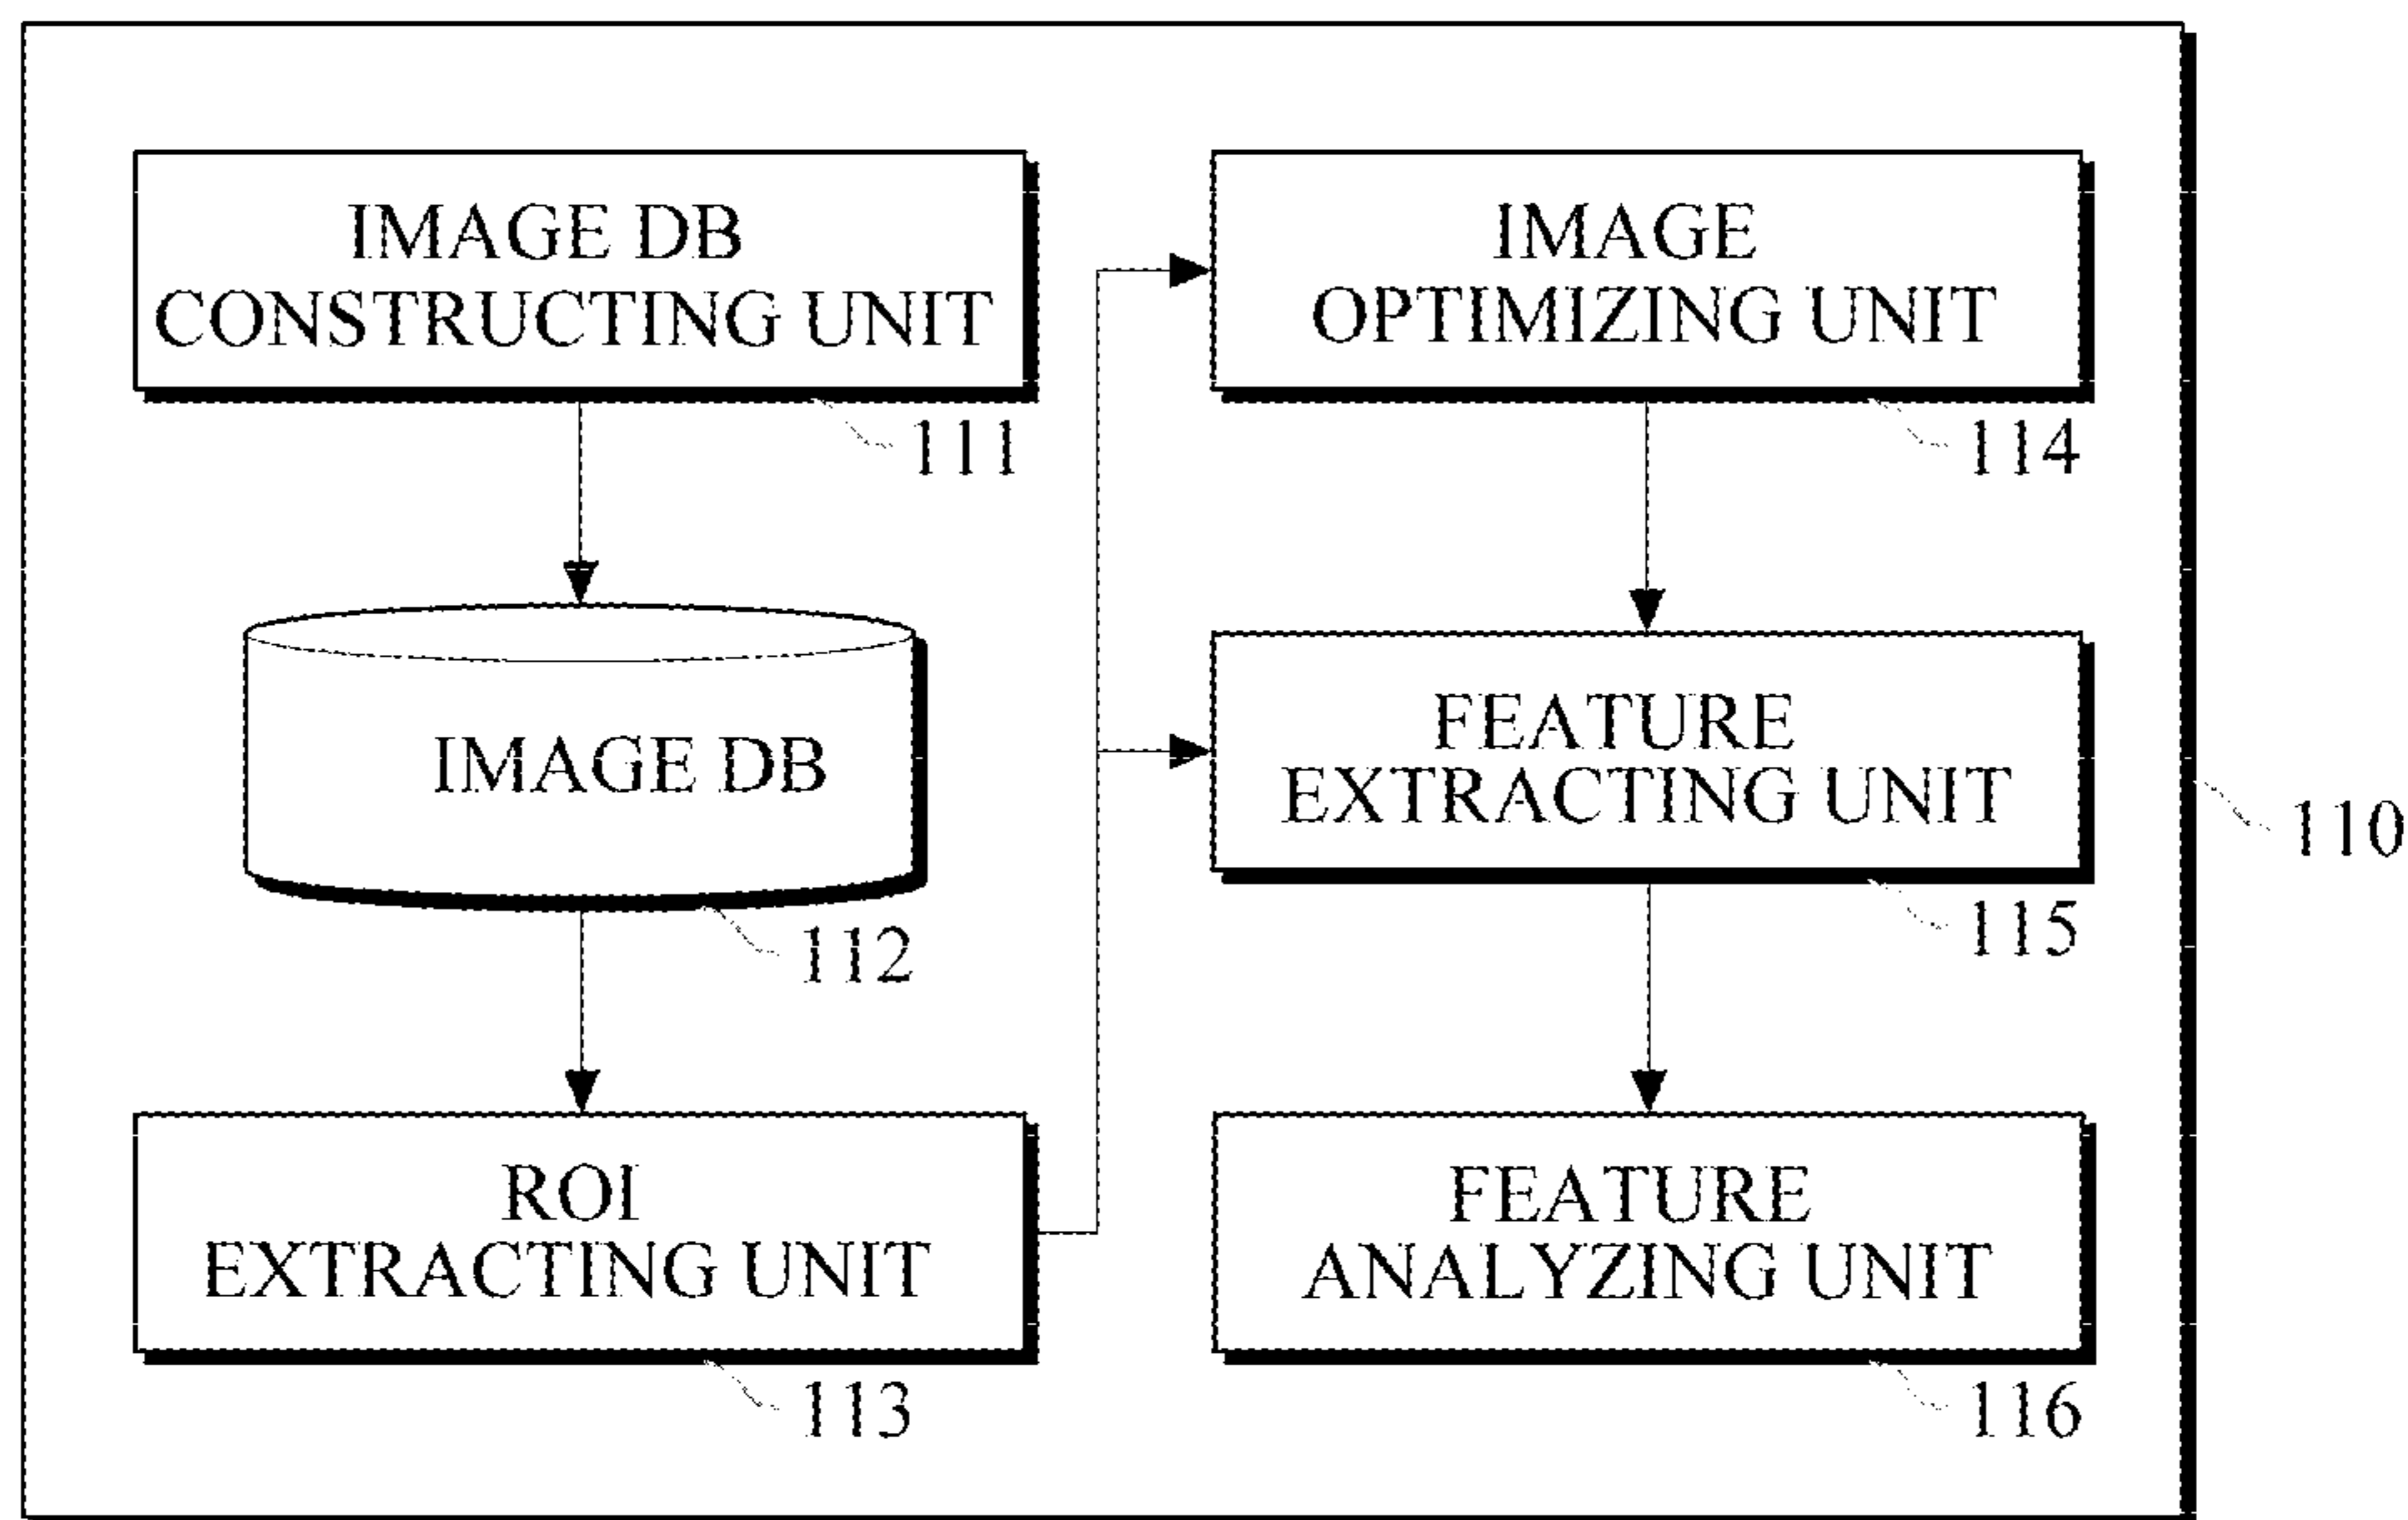 IMAGE DB
CONSTRUCTING UNIT
111
IMAGE DB
112
ROI
EXTRACTING UNIT
113
IMAGE
OPTIMIZING UNIT
114
FEATURE
EXTRACTING UNIT
115
FEATURE
ANALYZING UNIT
116
110